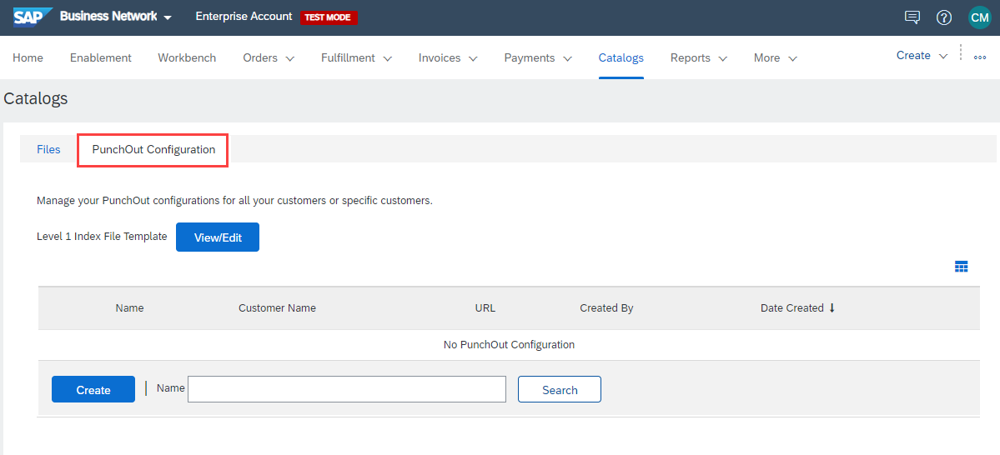 SAP Business Network Enterprise Account TEST MODE CM
Home Enablement Workbench Orders Fulfillment Invoices Payments Catalogs Reports More Create
Catalogs
Files PunchOut Configuration
Manage your PunchOut configurations for all your customers or specific customers.
Level 1 Index File Template View/Edit
Name Customer Name URL Created By Date Created ↓
No PunchOut Configuration
Create Name Search